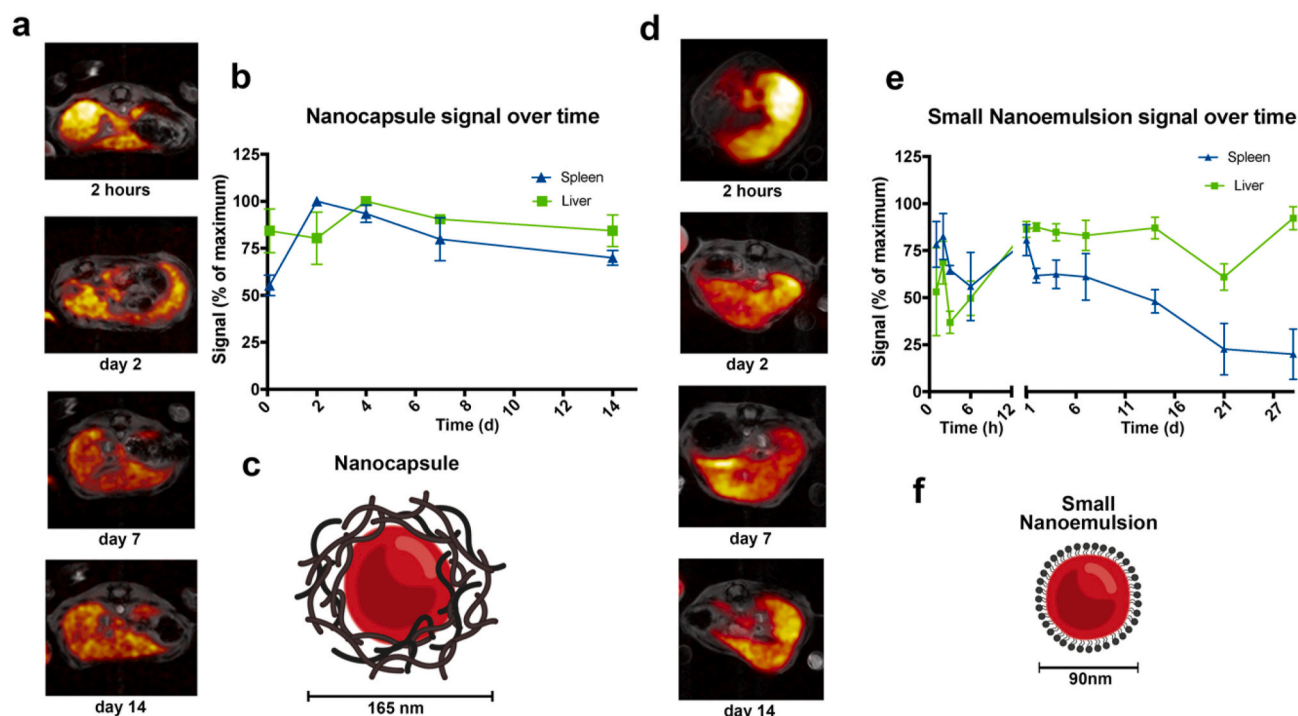 a
2 hours
day 2
day 7
day 14
b
Nanocapsule signal over time
Signal (% of maximum)
125
100
75
50
25
0
Spleen
Liver
0
2
4
6
8
10
12
14
Time (d)
c
Nanocapsule
165 nm
d
2 hours
day 2
day 7
day 14
e
Small Nanoemulsion signal over time
Signal (% of maximum)
125
100
75
50
25
0
Spleen
Liver
0
6
12
1
6
11
16
21
27
Time (h)
Time (d)
f
Small
Nanoemulsion
90nm